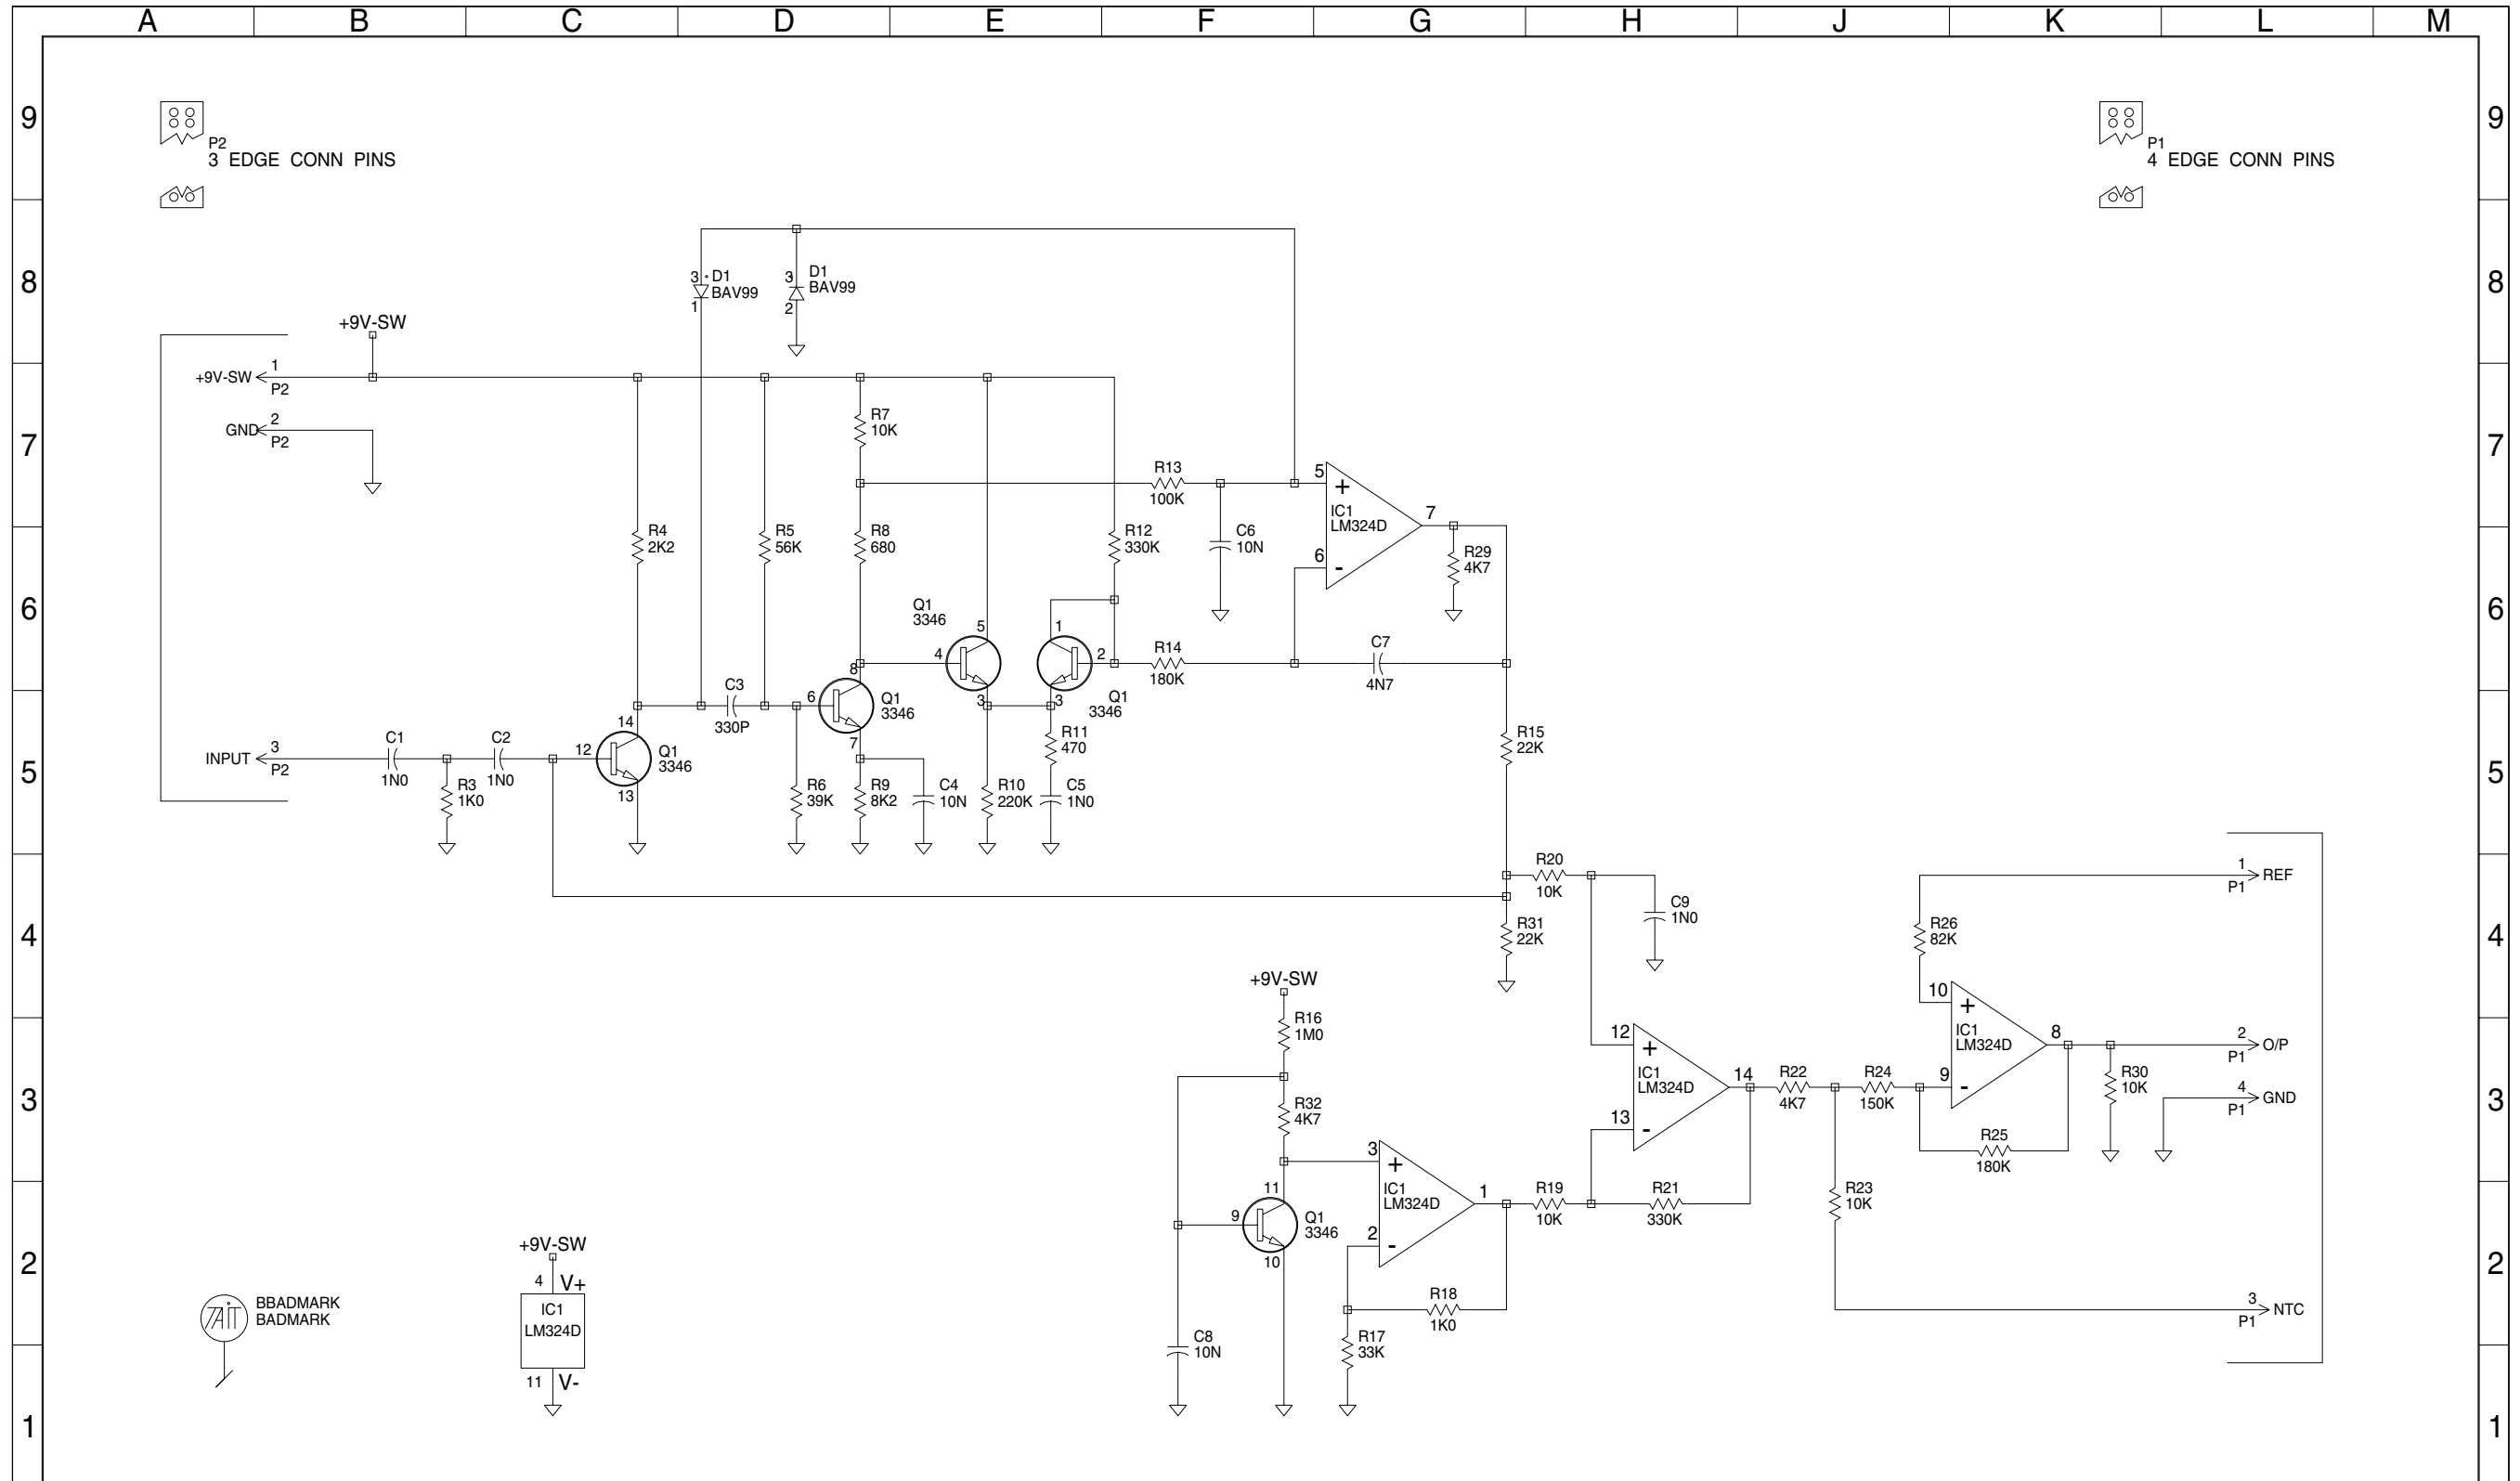 A B C D E F G H J K L M
9 9
P2
3 EDGE CONN PINS
P1
4 EDGE CONN PINS
8 8
3 D1
BAV99
1
3 D1
BAV99
2
+9V-SW
+9V-SW 1
P2
GND 2
P2
7 7
R7
10K
R13
100K
5
+
IC1
LM324D
7
6
-
R4
2K2
R5
56K
R8
680
R12
330K
C6
10N
R29
4K7
6 6
Q1
3346
5
4
3
1
2
3
Q1
3346
R14
180K
C7
4N7
C3
330P
8
6
Q1
3346
7
R11
470
R15
22K
INPUT 3
P2
C1
1N0
C2
1N0
14
12
Q1
3346
13
5 5
R3
1K0
R6
39K
R9
8K2
C4
10N
R10
220K
C5
1N0
R20
10K
1
P1
REF
C9
1N0
R31
22K
R26
82K
4 4
+9V-SW
R16
1M0
10
+
IC1
LM324D
8
9
-
2
P1
O/P
12
+
IC1
LM324D
14
13
-
R22
4K7
R24
150K
R30
10K
4
P1
GND
3 3
R32
4K7
R25
180K
3
+
IC1
LM324D
1
2
-
11
9
Q1
3346
10
R19
10K
R21
330K
R23
10K
+9V-SW
4 V+
IC1
LM324D
11 V-
2 2
TAIT
BBADMARK
BADMARK
R18
1K0
3
P1
NTC
C8
10N
R17
33K
1 1